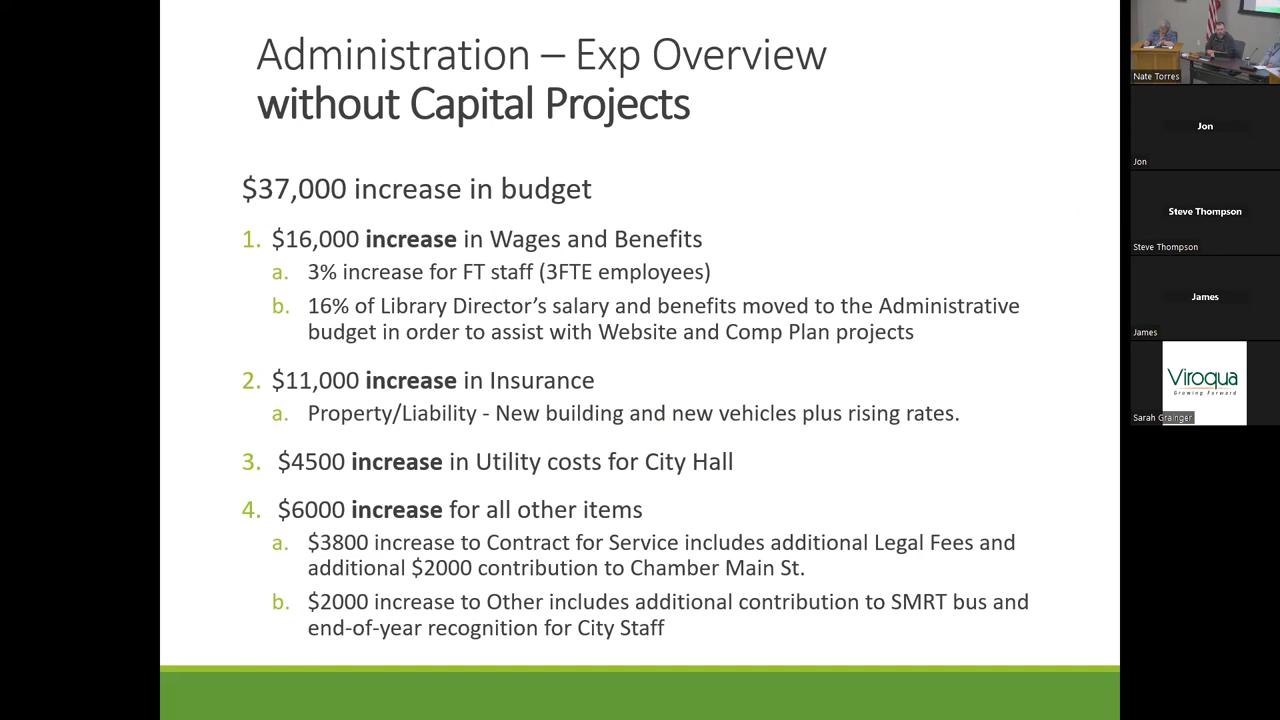 Administration – Exp Overview
without Capital Projects
$37,000 increase in budget
1. $16,000 increase in Wages and Benefits
a. 3% increase for FT staff (3FTE employees)
b. 16% of Library Director’s salary and benefits moved to the Administrative
budget in order to assist with Website and Comp Plan projects
2. $11,000 increase in Insurance
a. Property/Liability - New building and new vehicles plus rising rates.
3. $4500 increase in Utility costs for City Hall
4. $6000 increase for all other items
a. $3800 increase to Contract for Service includes additional Legal Fees and
additional $2000 contribution to Chamber Main St.
b. $2000 increase to Other includes additional contribution to SMRT bus and
end-of-year recognition for City Staff
Nate Torres
Jon
Jon
Steve Thompson
Steve Thompson
James
James
Viroqua
Growing Forward
Sarah Grainger